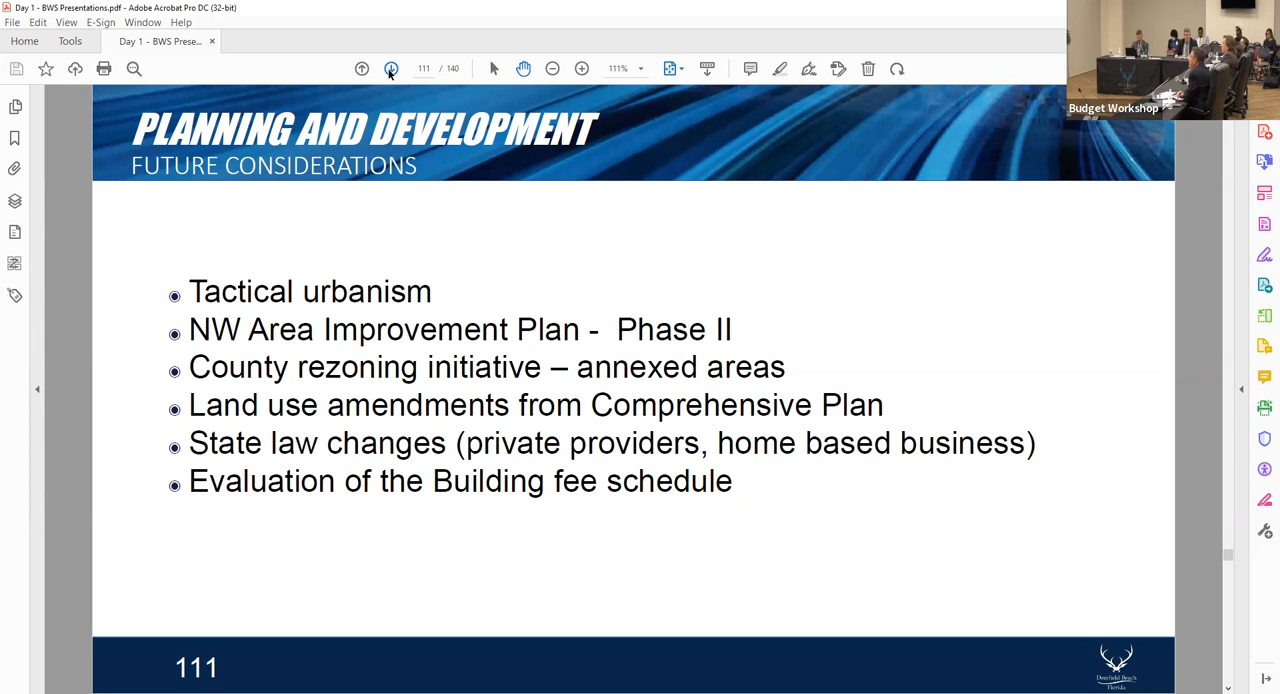 Day 1 - BWS Presentations.pdf - Adobe Acrobat Pro DC (32-bit)
File Edit View E-Sign Window Help
Home Tools Day 1 - BWS Prese... ×
111 / 140 111%
Budget Workshop
PLANNING AND DEVELOPMENT
FUTURE CONSIDERATIONS
Tactical urbanism
NW Area Improvement Plan - Phase II
County rezoning initiative – annexed areas
Land use amendments from Comprehensive Plan
State law changes (private providers, home based business)
Evaluation of the Building fee schedule
111
Deerfield Beach
Florida